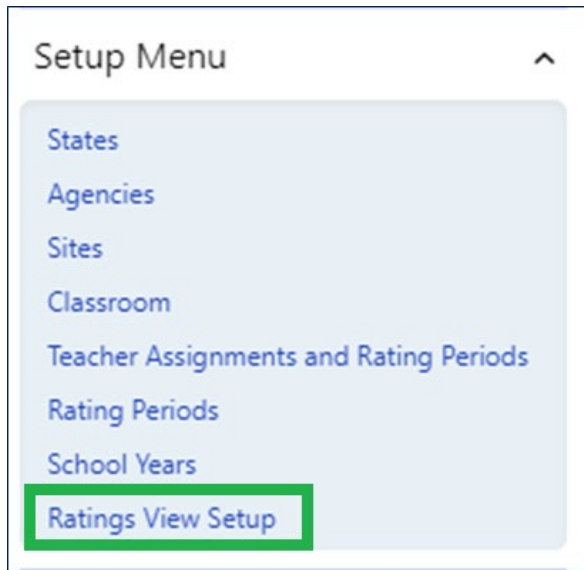 Setup Menu
States
Agencies
Sites
Classroom
Teacher Assignments and Rating Periods
Rating Periods
School Years
Ratings View Setup